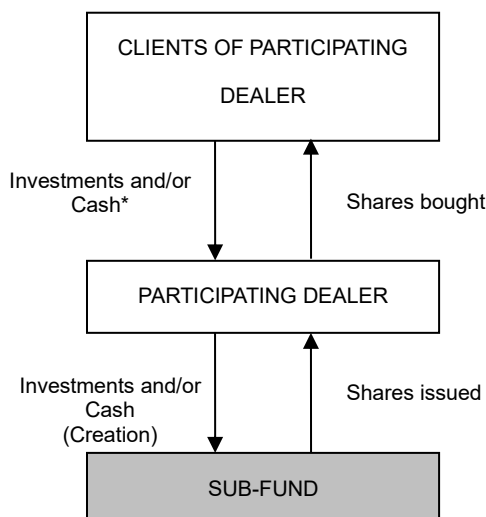 CLIENTS OF PARTICIPATING
DEALER
Investments and/or
Cash*
Shares bought
PARTICIPATING DEALER
Investments and/or
Cash
(Creation)
Shares issued
SUB-FUND